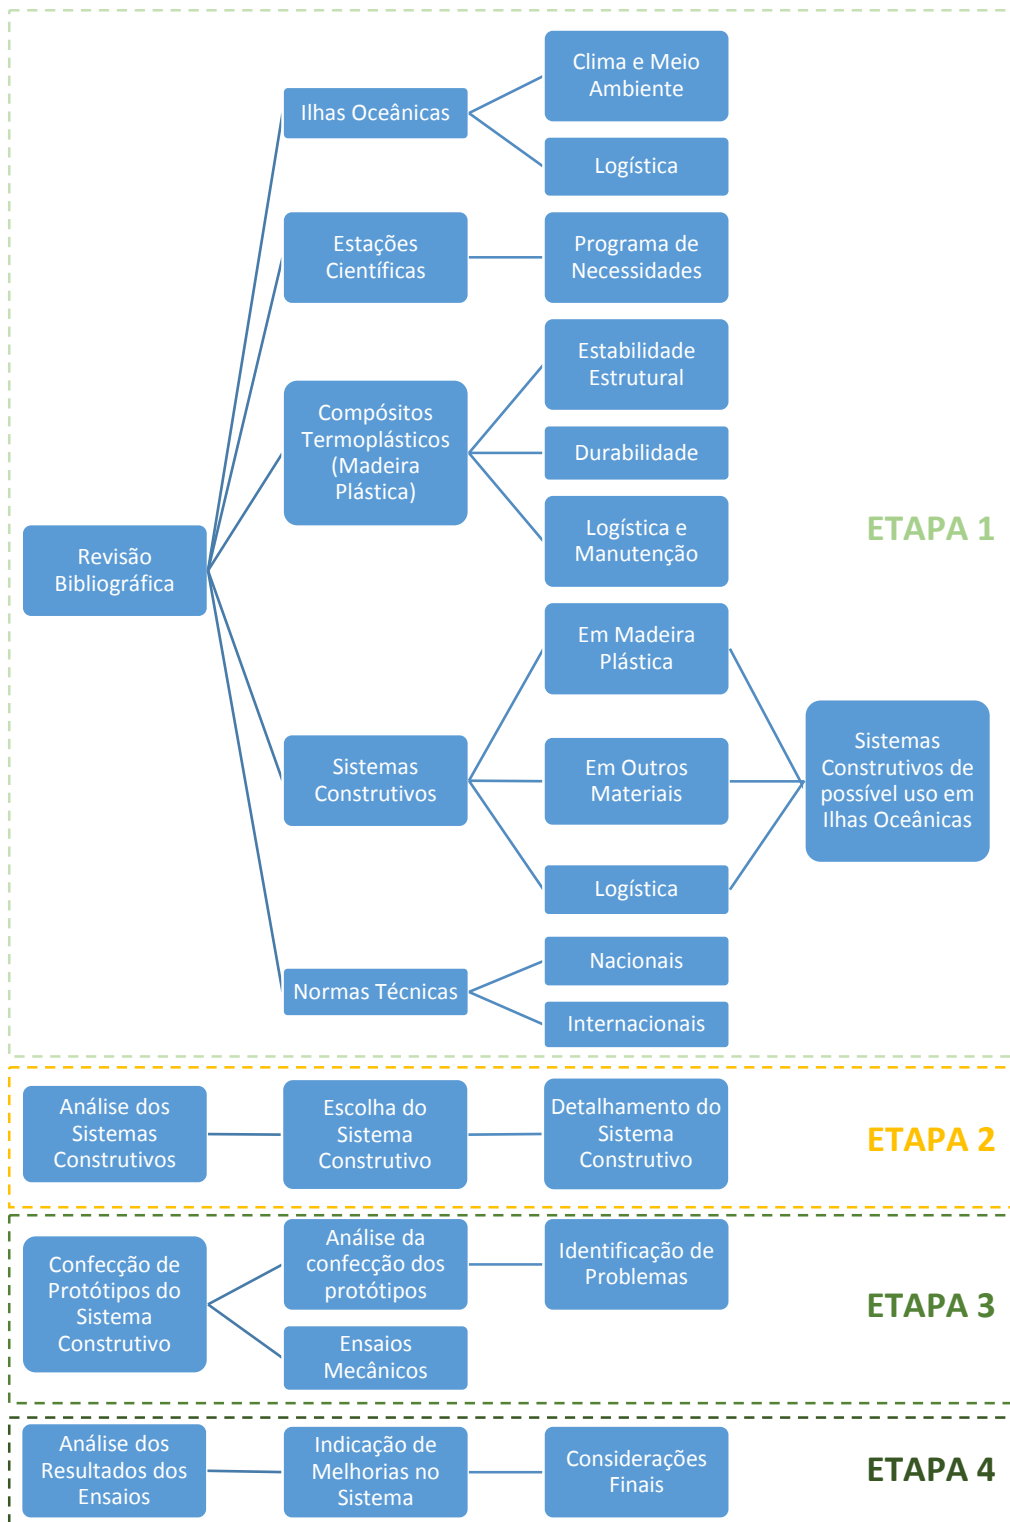 Revisão
Bibliográfica
Ilhas Oceânicas
Clima e Meio
Ambiente
Logística
Estações
Científicas
Programa de
Necessidades
Compósitos
Termoplásticos
(Madeira
Plástica)
Estabilidade
Estrutural
Durabilidade
Logística e
Manutenção
Sistemas
Construtivos
Em Madeira
Plástica
Em Outros
Materiais
Logística
Sistemas
Construtivos de
possível uso em
Ilhas Oceânicas
Normas Técnicas
Nacionais
Internacionais
ETAPA 1
Análise dos
Sistemas
Construtivos
Escolha do
Sistema
Construtivo
Detalhamento do
Sistema
Construtivo
ETAPA 2
Confecção de
Protótipos do
Sistema
Construtivo
Análise da
confecção dos
protótipos
Identificação de
Problemas
Ensaios
Mecânicos
ETAPA 3
Análise dos
Resultados dos
Ensaios
Indicação de
Melhorias no
Sistema
Considerações
Finais
ETAPA 4